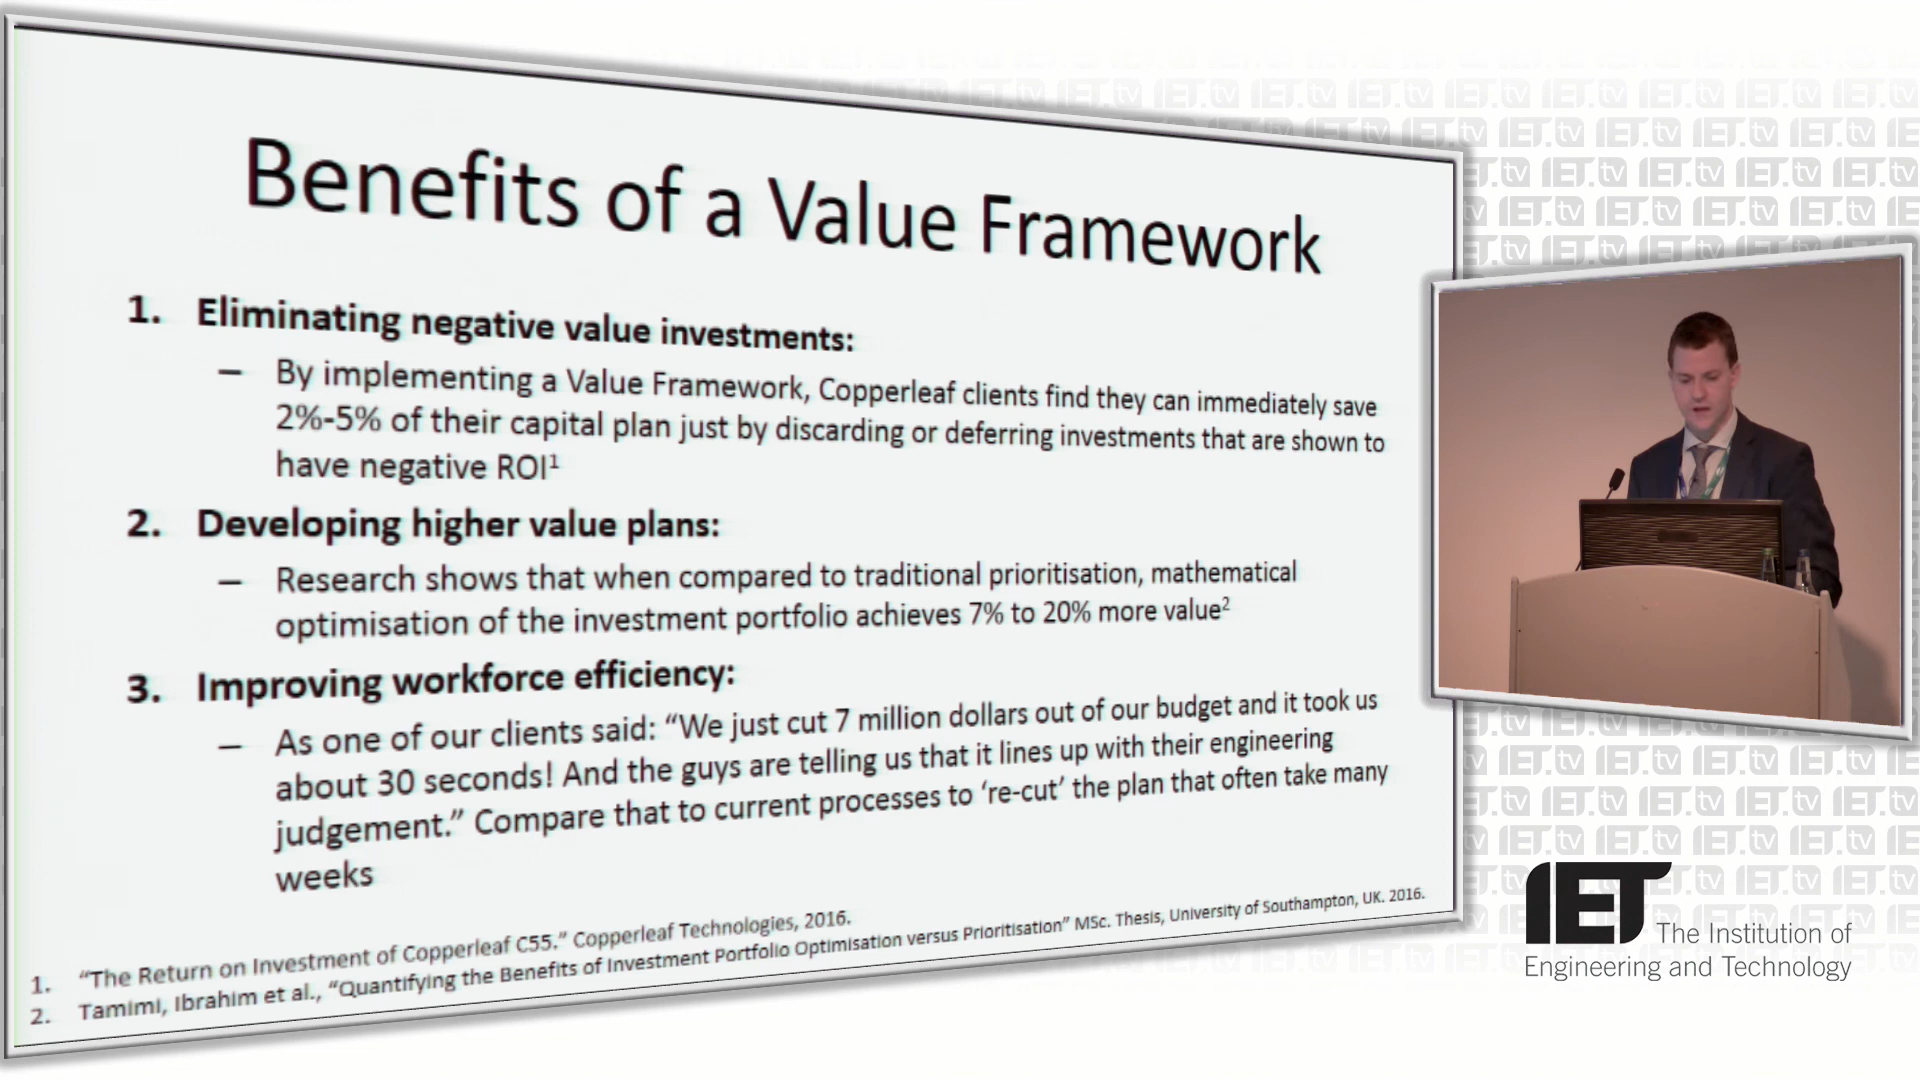 Benefits of a Value Framework
1. Eliminating negative value investments:
– By implementing a Value Framework, Copperleaf clients find they can immediately save
2%-5% of their capital plan just by discarding or deferring investments that are shown to
have negative ROI¹
2. Developing higher value plans:
– Research shows that when compared to traditional prioritisation, mathematical
optimisation of the investment portfolio achieves 7% to 20% more value²
3. Improving workforce efficiency:
– As one of our clients said: “We just cut 7 million dollars out of our budget and it took us
about 30 seconds! And the guys are telling us that it lines up with their engineering
judgement.” Compare that to current processes to ‘re-cut’ the plan that often take many
weeks
1. “The Return on Investment of Copperleaf C55.” Copperleaf Technologies, 2016.
2. Tamimi, Ibrahim et al., “Quantifying the Benefits of Investment Portfolio Optimisation versus Prioritisation” MSc. Thesis, University of Southampton, UK. 2016.
IET.tv
IET The Institution of
Engineering and Technology